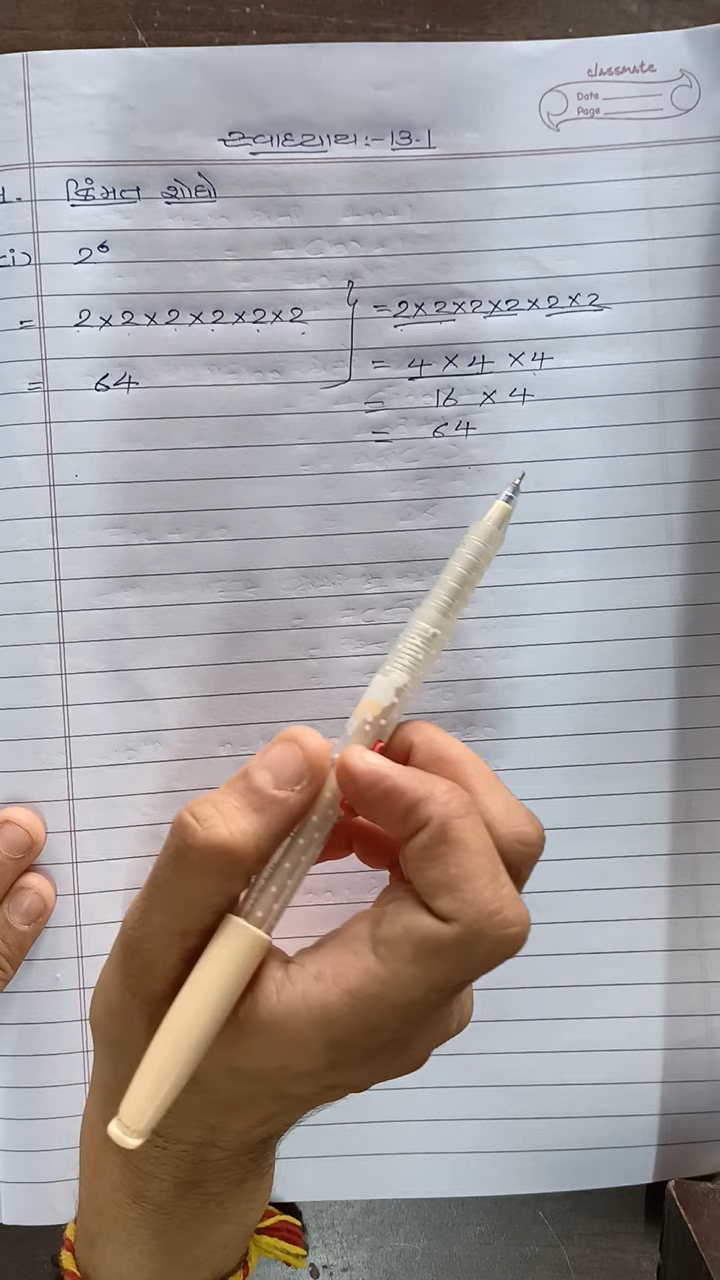 classmate
Date
Page
સ્વાધ્યાય:- 13.1
1. કિંમત શોધો
(i) 2⁶
= 2×2×2×2×2×2
= 64
= 2×2×2×2×2×2
= 4 × 4 × 4
= 16 × 4
= 64